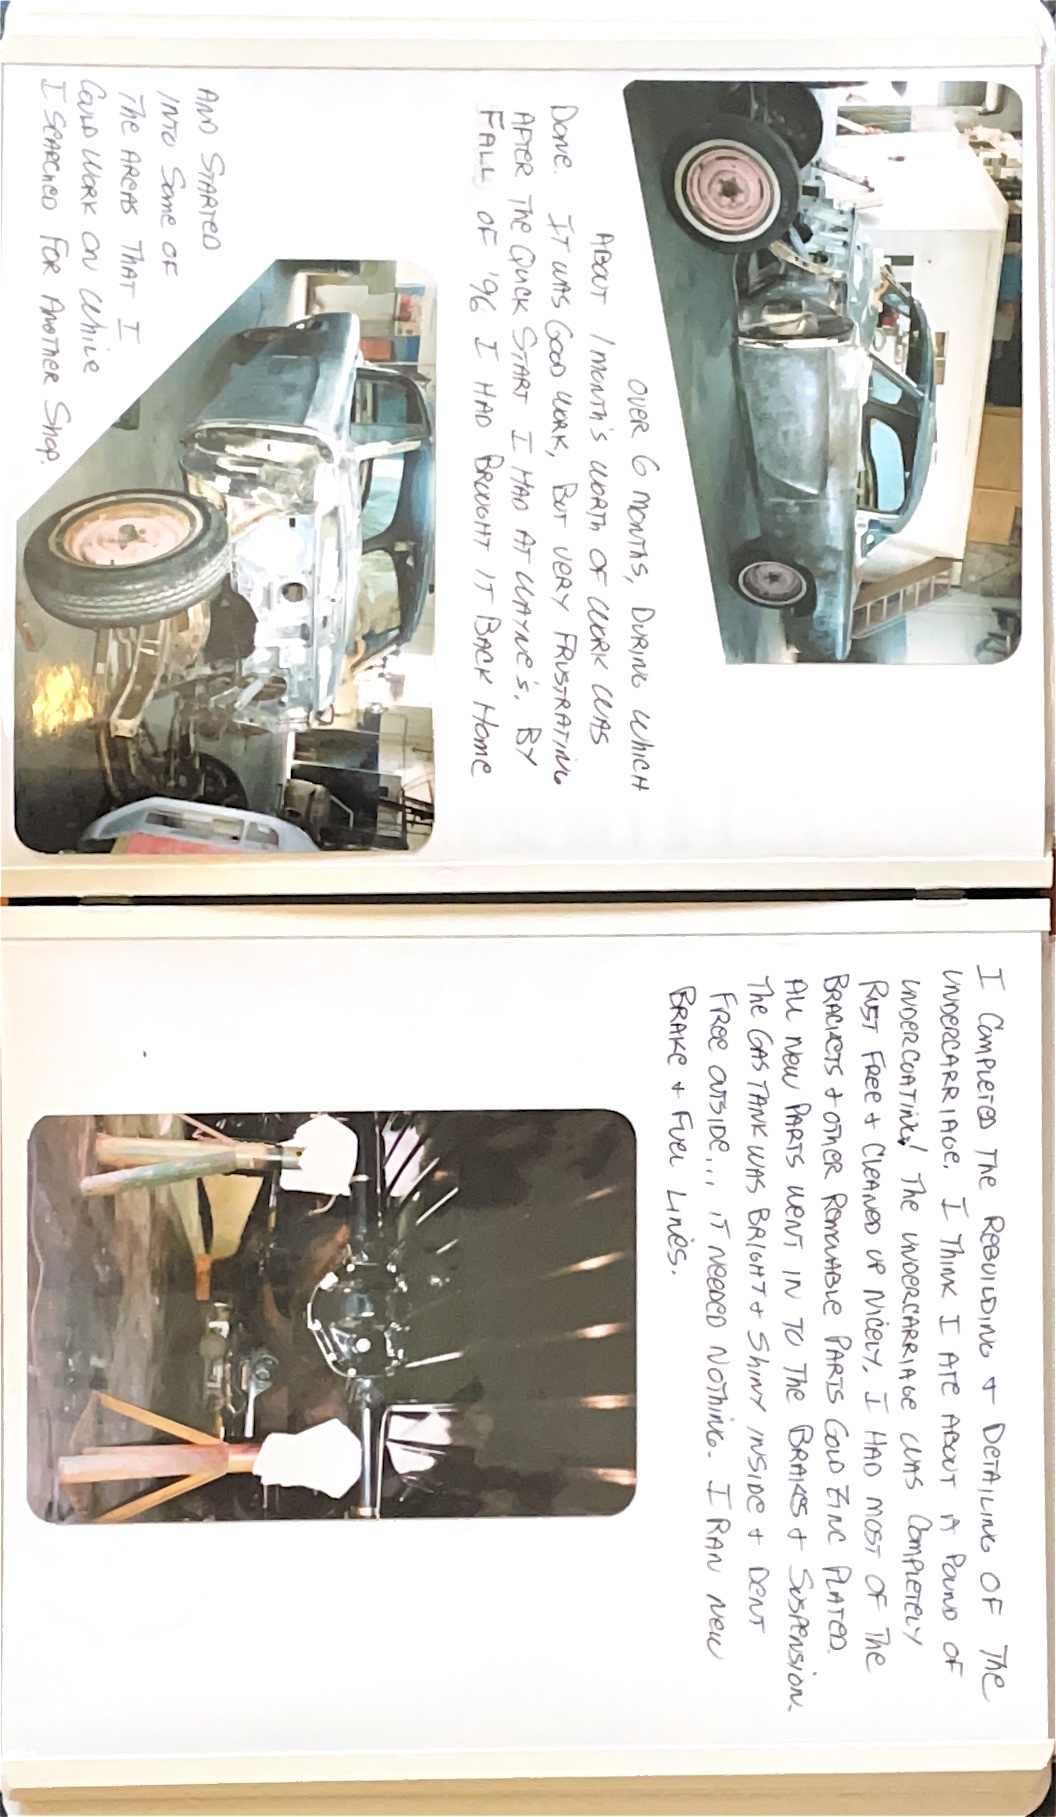 OVER 6 MONTHS, DURING WHICH
ABOUT 1 MONTH'S WORTH OF WORK WAS
DONE. IT WAS GOOD WORK, BUT VERY FRUSTRATING
AFTER THE QUICK START I HAD AT WAYNE'S. BY
FALL OF '96 I HAD BROUGHT IT BACK HOME
AND STARTED
INTO SOME OF
THE AREAS THAT I
COULD WORK ON WHILE
I SEARCHED FOR ANOTHER SHOP.
I COMPLETED THE REBUILDING & DETAILING OF THE
UNDERCARRIAGE. I THINK I ATE ABOUT A POUND OF
UNDERCOATING! THE UNDERCARRIAGE WAS COMPLETELY
RUST FREE & CLEANED UP NICELY. I HAD MOST OF THE
BRACKETS & OTHER REMOVABLE PARTS GOLD ZINC PLATED.
ALL NEW PARTS WENT IN TO THE BRAKES & SUSPENSION.
THE GAS TANK WAS BRIGHT & SHINY INSIDE & DENT
FREE OUTSIDE... IT NEEDED NOTHING. I RAN NEW
BRAKE & FUEL LINES.